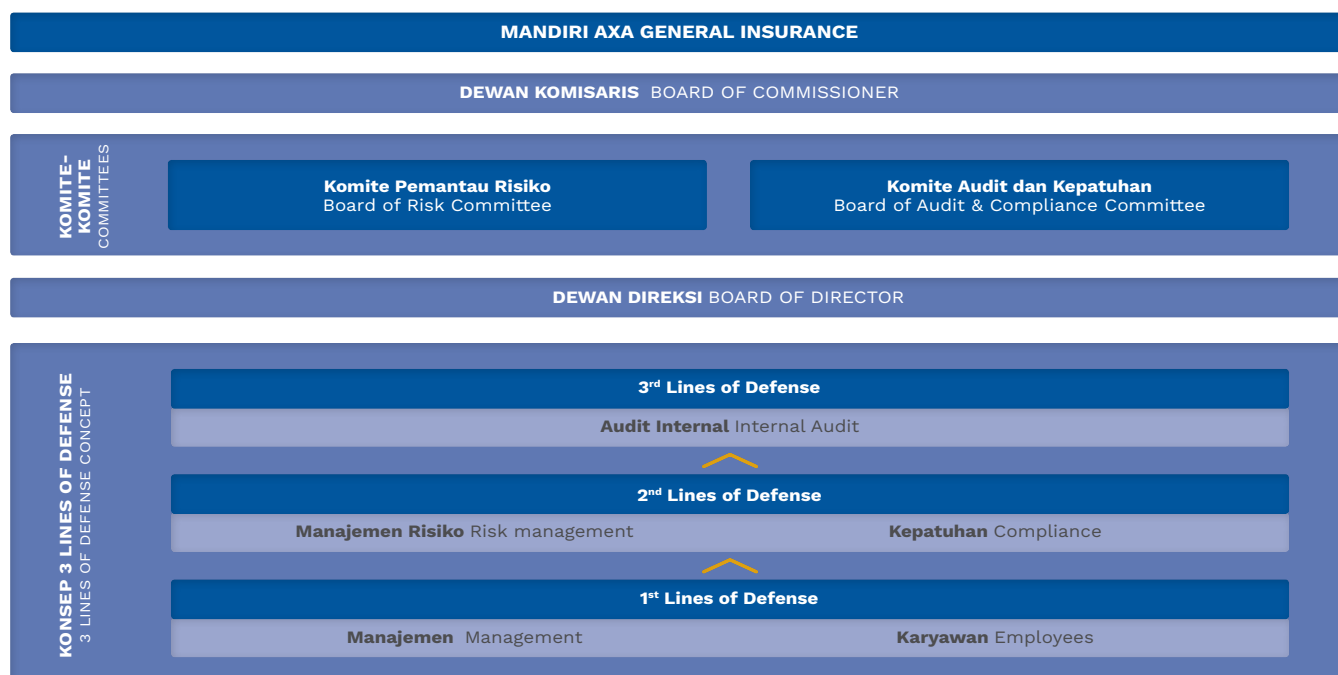 MANDIRI AXA GENERAL INSURANCE
DEWAN KOMISARIS BOARD OF COMMISSIONER
KOMITE-
KOMITE
COMMITTEES
Komite Pemantau Risiko
Board of Risk Committee
Komite Audit dan Kepatuhan
Board of Audit & Compliance Committee
DEWAN DIREKSI BOARD OF DIRECTOR
KONSEP 3 LINES OF DEFENSE
3 LINES OF DEFENSE CONCEPT
3rd Lines of Defense
Audit Internal Internal Audit
2nd Lines of Defense
Manajemen Risiko Risk management
Kepatuhan Compliance
1st Lines of Defense
Manajemen Management
Karyawan Employees